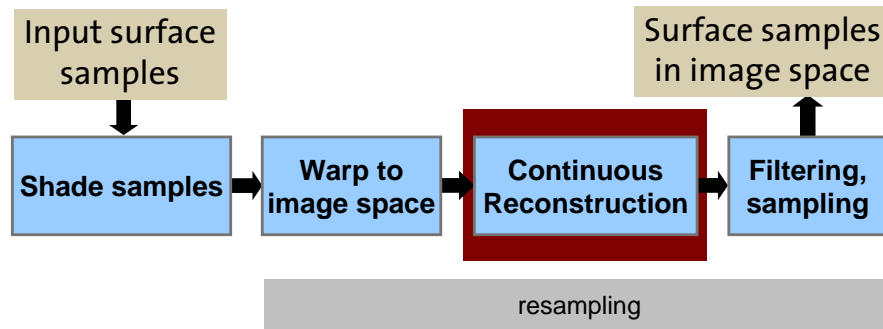 Input surface
samples
Surface samples
in image space
Shade samples
Warp to
image space
Continuous
Reconstruction
Filtering,
sampling
resampling